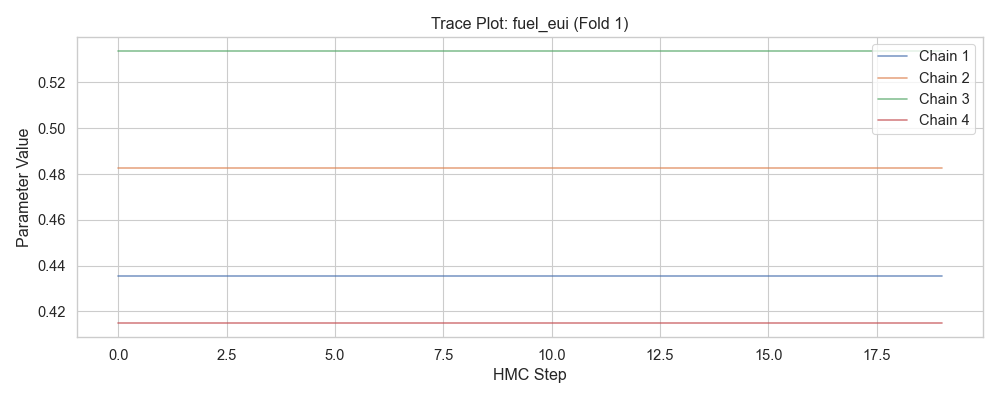 Trace Plot: fuel_eui (Fold 1)
Parameter Value
0.52
0.50
0.48
0.46
0.44
0.42
Chain 1
Chain 2
Chain 3
Chain 4
0.0 2.5 5.0 7.5 10.0 12.5 15.0 17.5
HMC Step